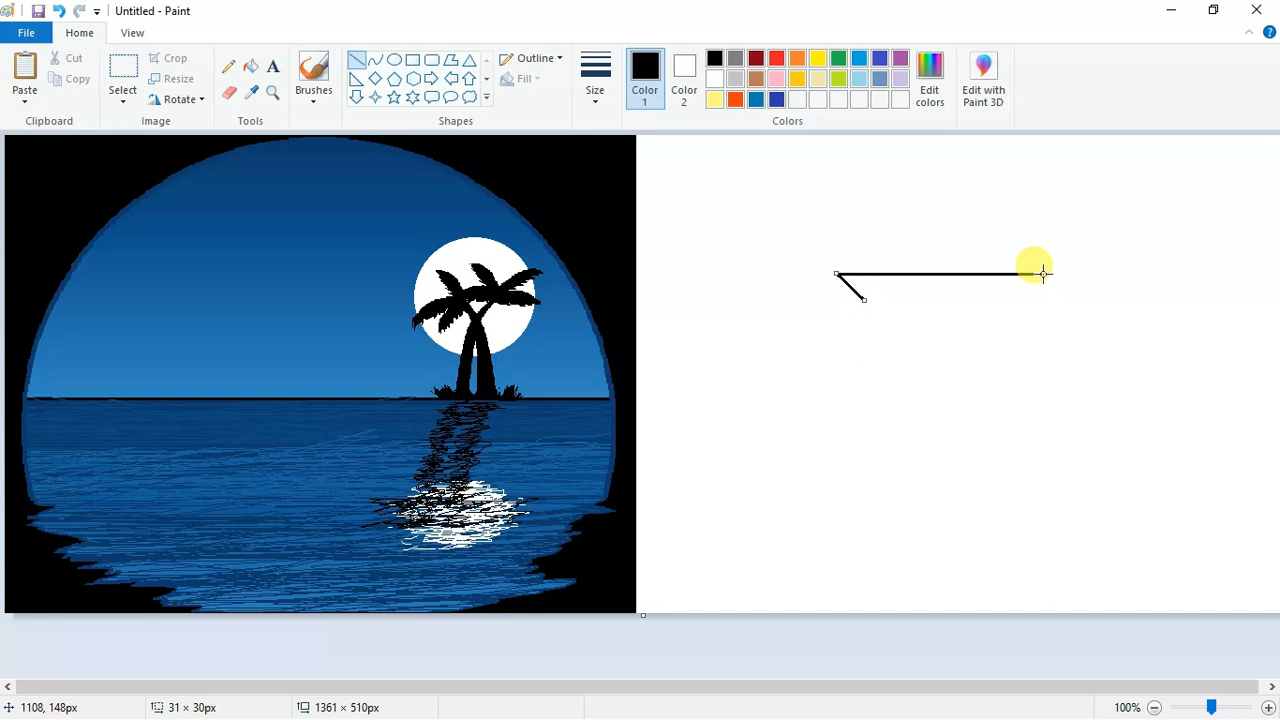 Untitled - Paint
File Home View
Paste
Cut
Copy
Clipboard
Select
Crop
Resize
Rotate
Image
Tools
Brushes
Shapes
Outline
Fill
Size
Color 1
Color 2
Edit colors
Colors
Edit with Paint 3D
1108, 148px
31 × 30px
1361 × 510px
100%